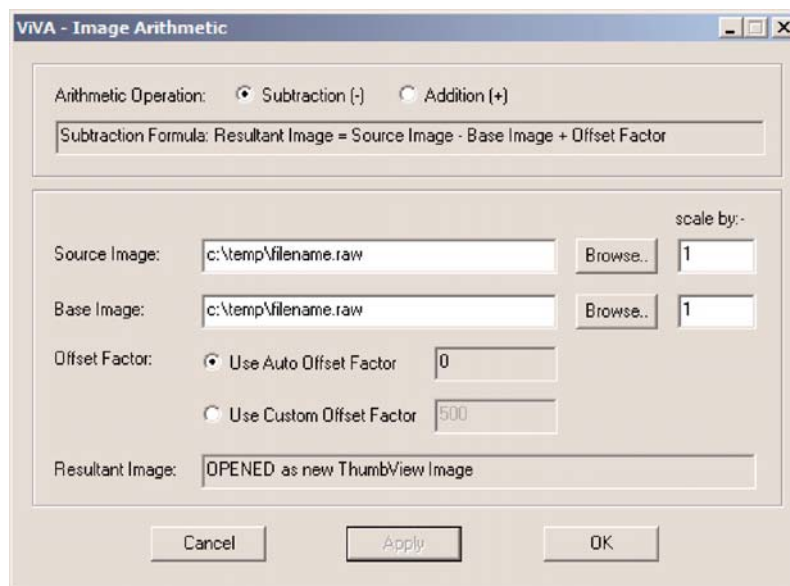 ViVA - Image Arithmetic
Arithmetic Operation: Subtraction (-) Addition (+)
Subtraction Formula: Resultant Image = Source Image - Base Image + Offset Factor
scale by:-
Source Image: c:\temp\filename.raw Browse.. 1
Base Image: c:\temp\filename.raw Browse.. 1
Offset Factor: Use Auto Offset Factor 0
Use Custom Offset Factor 500
Resultant Image: OPENED as new ThumbView Image
Cancel Apply OK